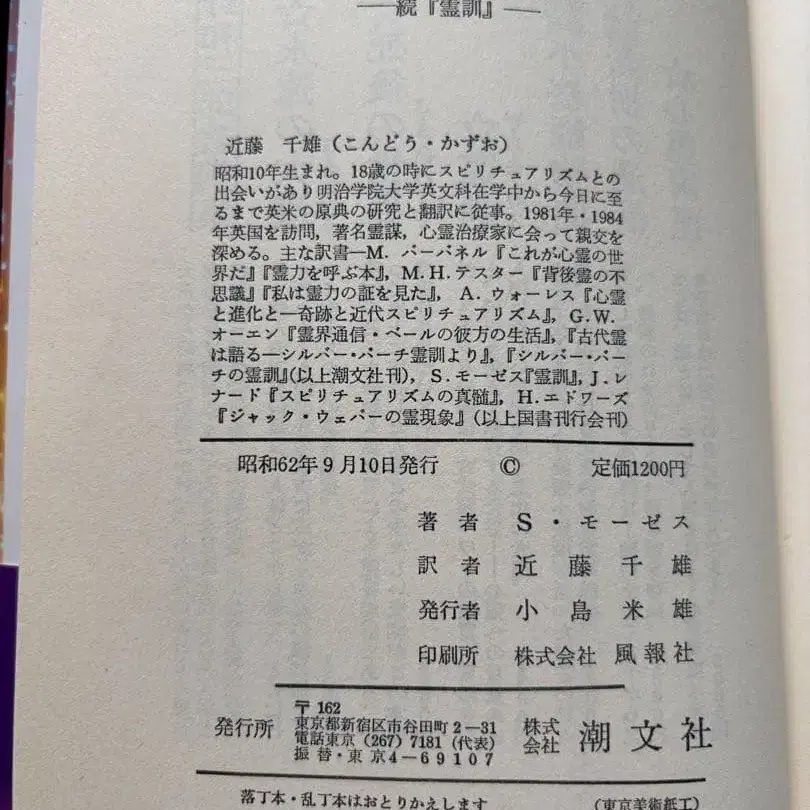 ──続『霊訓』──
近藤 千雄（こんどう・かずお）
昭和10年生まれ。18歳の時にスピリチュアリズムとの
出会いがあり明治学院大学英文科在学中から今日に至
るまで英米の原典の研究と翻訳に従事。1981年・1984
年英国を訪問，著名霊謀，心霊治療家に会って親交を
深める。主な訳書─M. バーバネル『これが心霊の世
界だ』『霊力を呼ぶ本』，M.H.テスター『背後霊の不
思議』『私は霊力の証を見た』， A. ウォーレス『心霊
と進化と─奇跡と近代スピリチュアリズム』，G.W.
オーエン『霊界通信・ベールの彼方の生活』，『古代霊
は語る─シルバー・バーチ霊訓より』，『シルバー・バー
チの霊訓』（以上潮文社刊），S.モーゼス『霊訓』，J.レ
ナード『スピリチュアリズムの真髄』，H.エドワーズ
『ジャック・ウェバーの霊現象』（以上国書刊行会刊）
昭和62年9月10日発行 © 定価1200円
著者 S・モーゼス
訳者 近藤千雄
発行者 小島米雄
印刷所 株式会社 風報社
発行所 〒162
東京都新宿区市谷田町2─31
電話東京（267）7181（代表）
振替・東京4─69107
株式会社 潮文社
落丁本・乱丁本はおとりかえします （東京美術紙工）